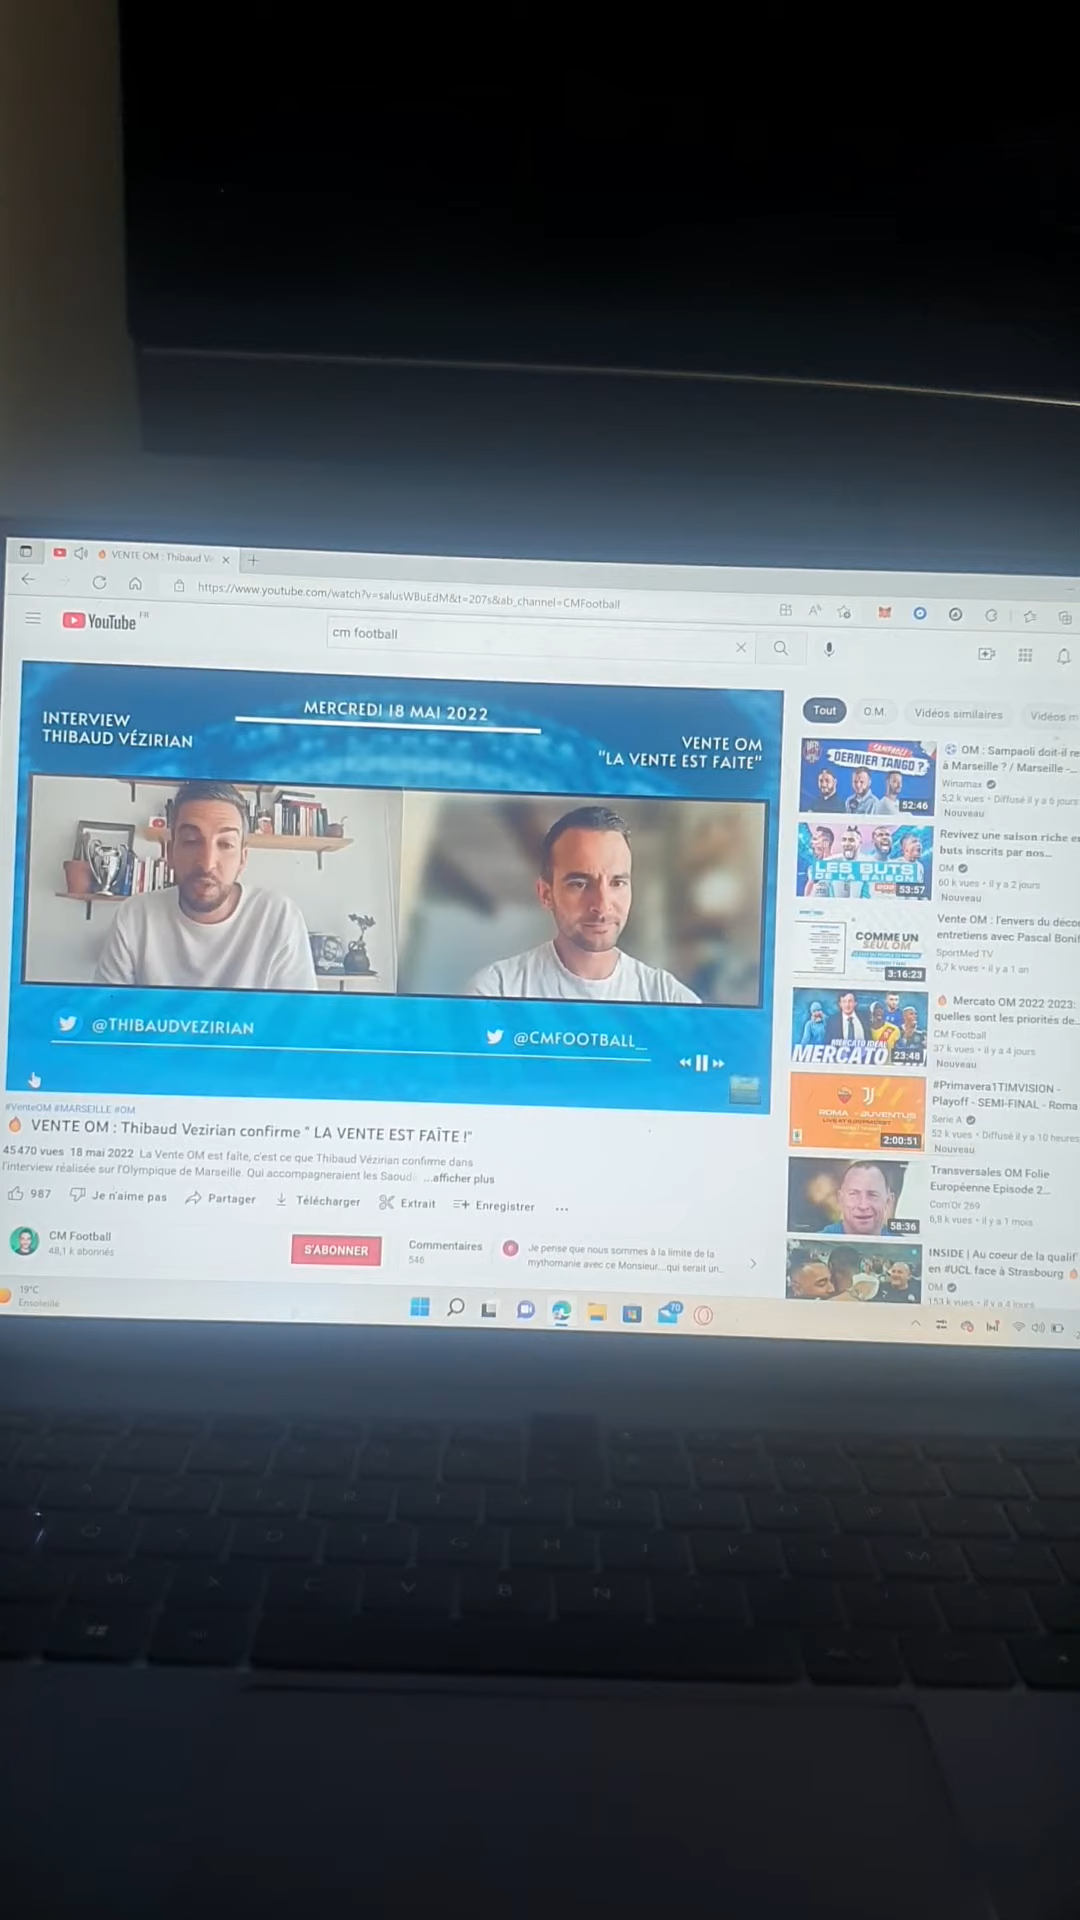 VENTE OM : Thibaud Ve
https://www.youtube.com/watch?v=salusWBuEdM&t=207s&ab_channel=CMFootball
YouTube FR
cm football
MERCREDI 18 MAI 2022
INTERVIEW
THIBAUD VÉZIRIAN
VENTE OM
"LA VENTE EST FAITE"
@THIBAUDVEZIRIAN
@CMFOOTBALL_
#VenteOM #MARSEILLE #OM
VENTE OM : Thibaud Vezirian confirme " LA VENTE EST FAÎTE !"
45 470 vues 18 mai 2022 La Vente OM est faîte, c'est ce que Thibaud Vézirian confirme dans
l'interview réalisée sur l'Olympique de Marseille. Qui accompagneraient les Saoud ...afficher plus
987 Je n'aime pas Partager Télécharger Extrait Enregistrer ...
CM Football
48,1 k abonnés
S'ABONNER
Commentaires
546
Je pense que nous sommes à la limite de la
mythomanie avec ce Monsieur....qui serait un...
Tout O.M. Vidéos similaires Vidéos m
SAMPAOLI
DERNIER TANGO ?
52:46
OM : Sampaoli doit-il re
à Marseille ? / Marseille -...
Winamax
5,2 k vues • Diffusé il y a 6 jours
Nouveau
LES BUTS
DE LA SAISON
53:57
Revivez une saison riche e
buts inscrits par nos...
OM
60 k vues • il y a 2 jours
Nouveau
COMME UN
SEUL OM
3:16:23
Vente OM : l'envers du déco
entretiens avec Pascal Boni
SportMed TV
6,7 k vues • il y a 1 an
MERCATO IDEAL
MERCATO
23:48
Mercato OM 2022 2023:
quelles sont les priorités de...
CM Football
37 k vues • il y a 4 jours
Nouveau
ROMA - JUVENTUS
2:00:51
#Primavera1TIMVISION -
Playoff - SEMI-FINAL - Roma
Serie A
52 k vues • Diffusé il y a 10 heures
Nouveau
58:36
Transversales OM Folie
Européenne Episode 2...
Com'Or 269
6,8 k vues • il y a 1 mois
INSIDE | Au coeur de la qualif
en #UCL face à Strasbourg
OM
153 k vues • il y a 4 jours
19°C
Ensoleillé
70